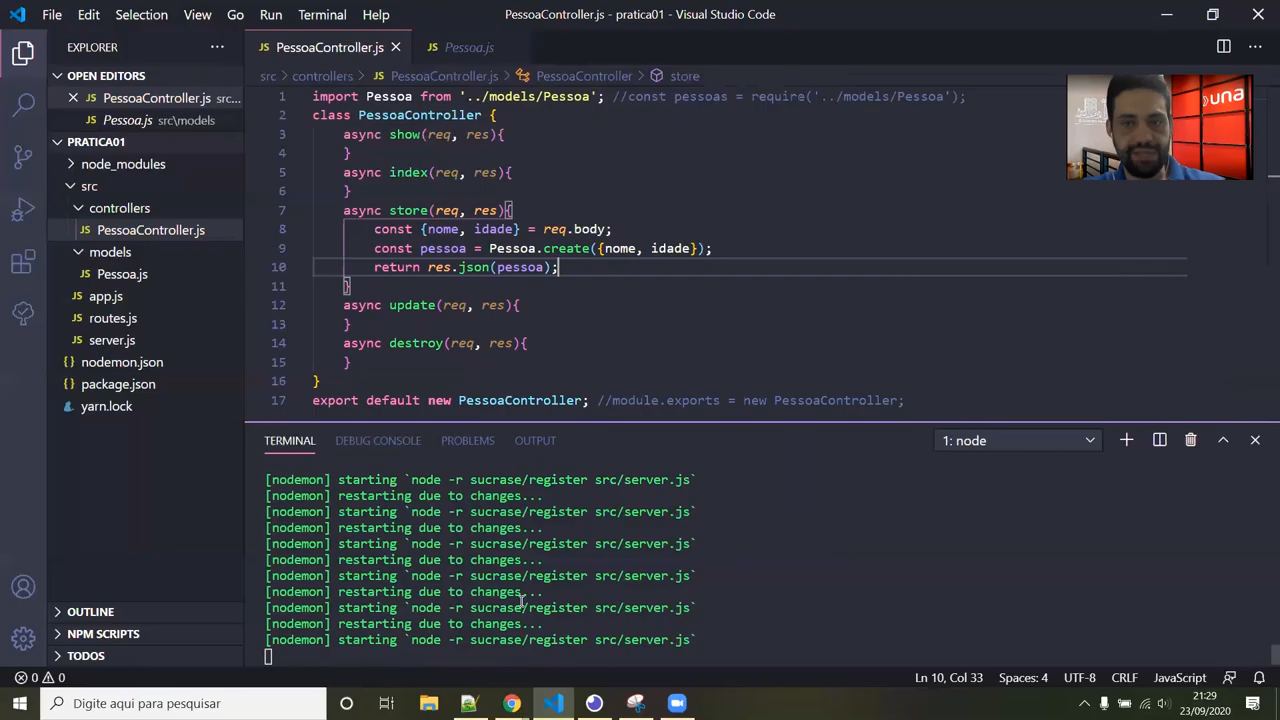 File Edit Selection View Go Run Terminal Help
PessoaController.js - pratica01 - Visual Studio Code
EXPLORER
OPEN EDITORS
PessoaController.js src...
Pessoa.js src\models
PRATICA01
node_modules
src
controllers
JS PessoaController.js
models
JS Pessoa.js
JS app.js
JS routes.js
JS server.js
{} nodemon.json
{} package.json
yarn.lock
OUTLINE
NPM SCRIPTS
TODOS
JS PessoaController.js
JS Pessoa.js
src > controllers > JS PessoaController.js > PessoaController > store
1 import Pessoa from '../models/Pessoa'; //const pessoas = require('../models/Pessoa');
2 class PessoaController {
3 async show(req, res){
4 }
5 async index(req, res){
6 }
7 async store(req, res){
8 const {nome, idade} = req.body;
9 const pessoa = Pessoa.create({nome, idade});
10 return res.json(pessoa);
11 }
12 async update(req, res){
13 }
14 async destroy(req, res){
15 }
16 }
17 export default new PessoaController; //module.exports = new PessoaController;
una
TERMINAL DEBUG CONSOLE PROBLEMS OUTPUT
1: node
[nodemon] starting `node -r sucrase/register src/server.js`
[nodemon] restarting due to changes...
[nodemon] starting `node -r sucrase/register src/server.js`
[nodemon] restarting due to changes...
[nodemon] starting `node -r sucrase/register src/server.js`
[nodemon] restarting due to changes...
[nodemon] starting `node -r sucrase/register src/server.js`
[nodemon] restarting due to changes...
[nodemon] starting `node -r sucrase/register src/server.js`
[nodemon] restarting due to changes...
[nodemon] starting `node -r sucrase/register src/server.js`
0 0
Ln 10, Col 33 Spaces: 4 UTF-8 CRLF JavaScript
Digite aqui para pesquisar
21:29
23/09/2020